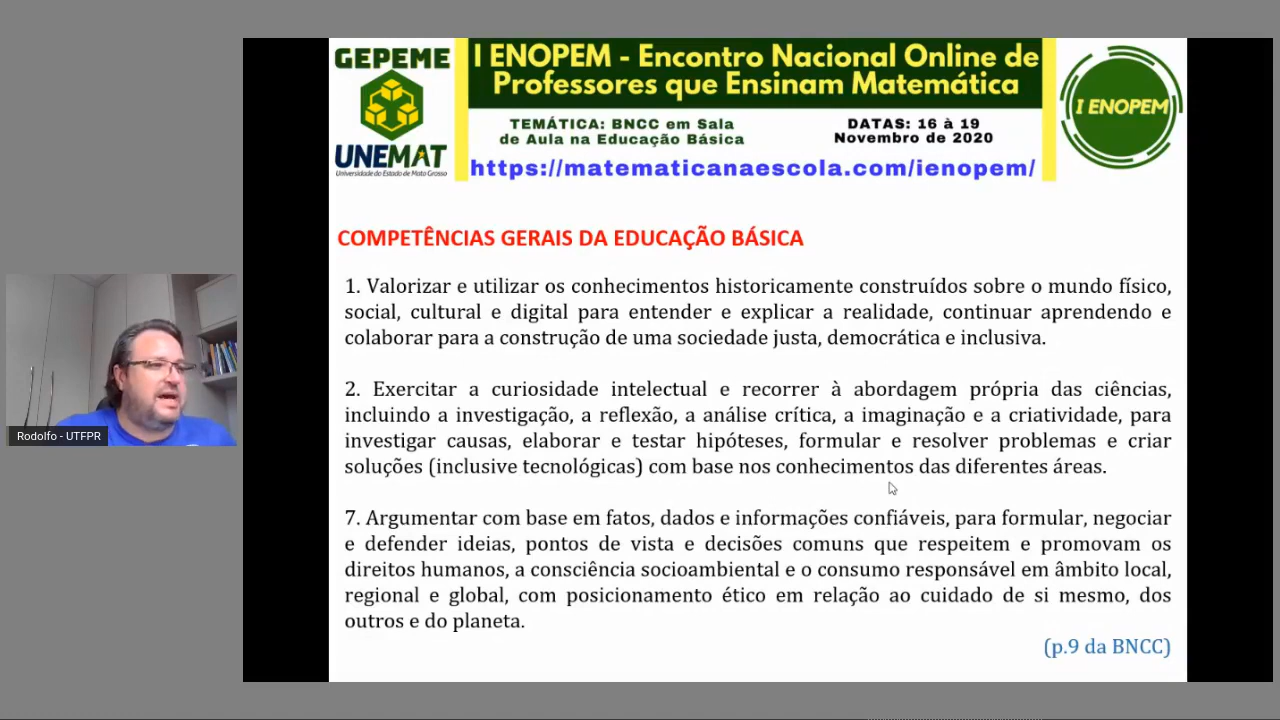 GEPEME
UNEMAT
Universidade do Estado de Mato Grosso
I ENOPEM - Encontro Nacional Online de
Professores que Ensinam Matemática
TEMÁTICA: BNCC em Sala
de Aula na Educação Básica
DATAS: 16 à 19
Novembro de 2020
https://matematicanaescola.com/ienopem/
I ENOPEM
COMPETÊNCIAS GERAIS DA EDUCAÇÃO BÁSICA
1. Valorizar e utilizar os conhecimentos historicamente construídos sobre o mundo físico,
social, cultural e digital para entender e explicar a realidade, continuar aprendendo e
colaborar para a construção de uma sociedade justa, democrática e inclusiva.
2. Exercitar a curiosidade intelectual e recorrer à abordagem própria das ciências,
incluindo a investigação, a reflexão, a análise crítica, a imaginação e a criatividade, para
investigar causas, elaborar e testar hipóteses, formular e resolver problemas e criar
soluções (inclusive tecnológicas) com base nos conhecimentos das diferentes áreas.
7. Argumentar com base em fatos, dados e informações confiáveis, para formular, negociar
e defender ideias, pontos de vista e decisões comuns que respeitem e promovam os
direitos humanos, a consciência socioambiental e o consumo responsável em âmbito local,
regional e global, com posicionamento ético em relação ao cuidado de si mesmo, dos
outros e do planeta.
(p.9 da BNCC)
Rodolfo - UTFPR